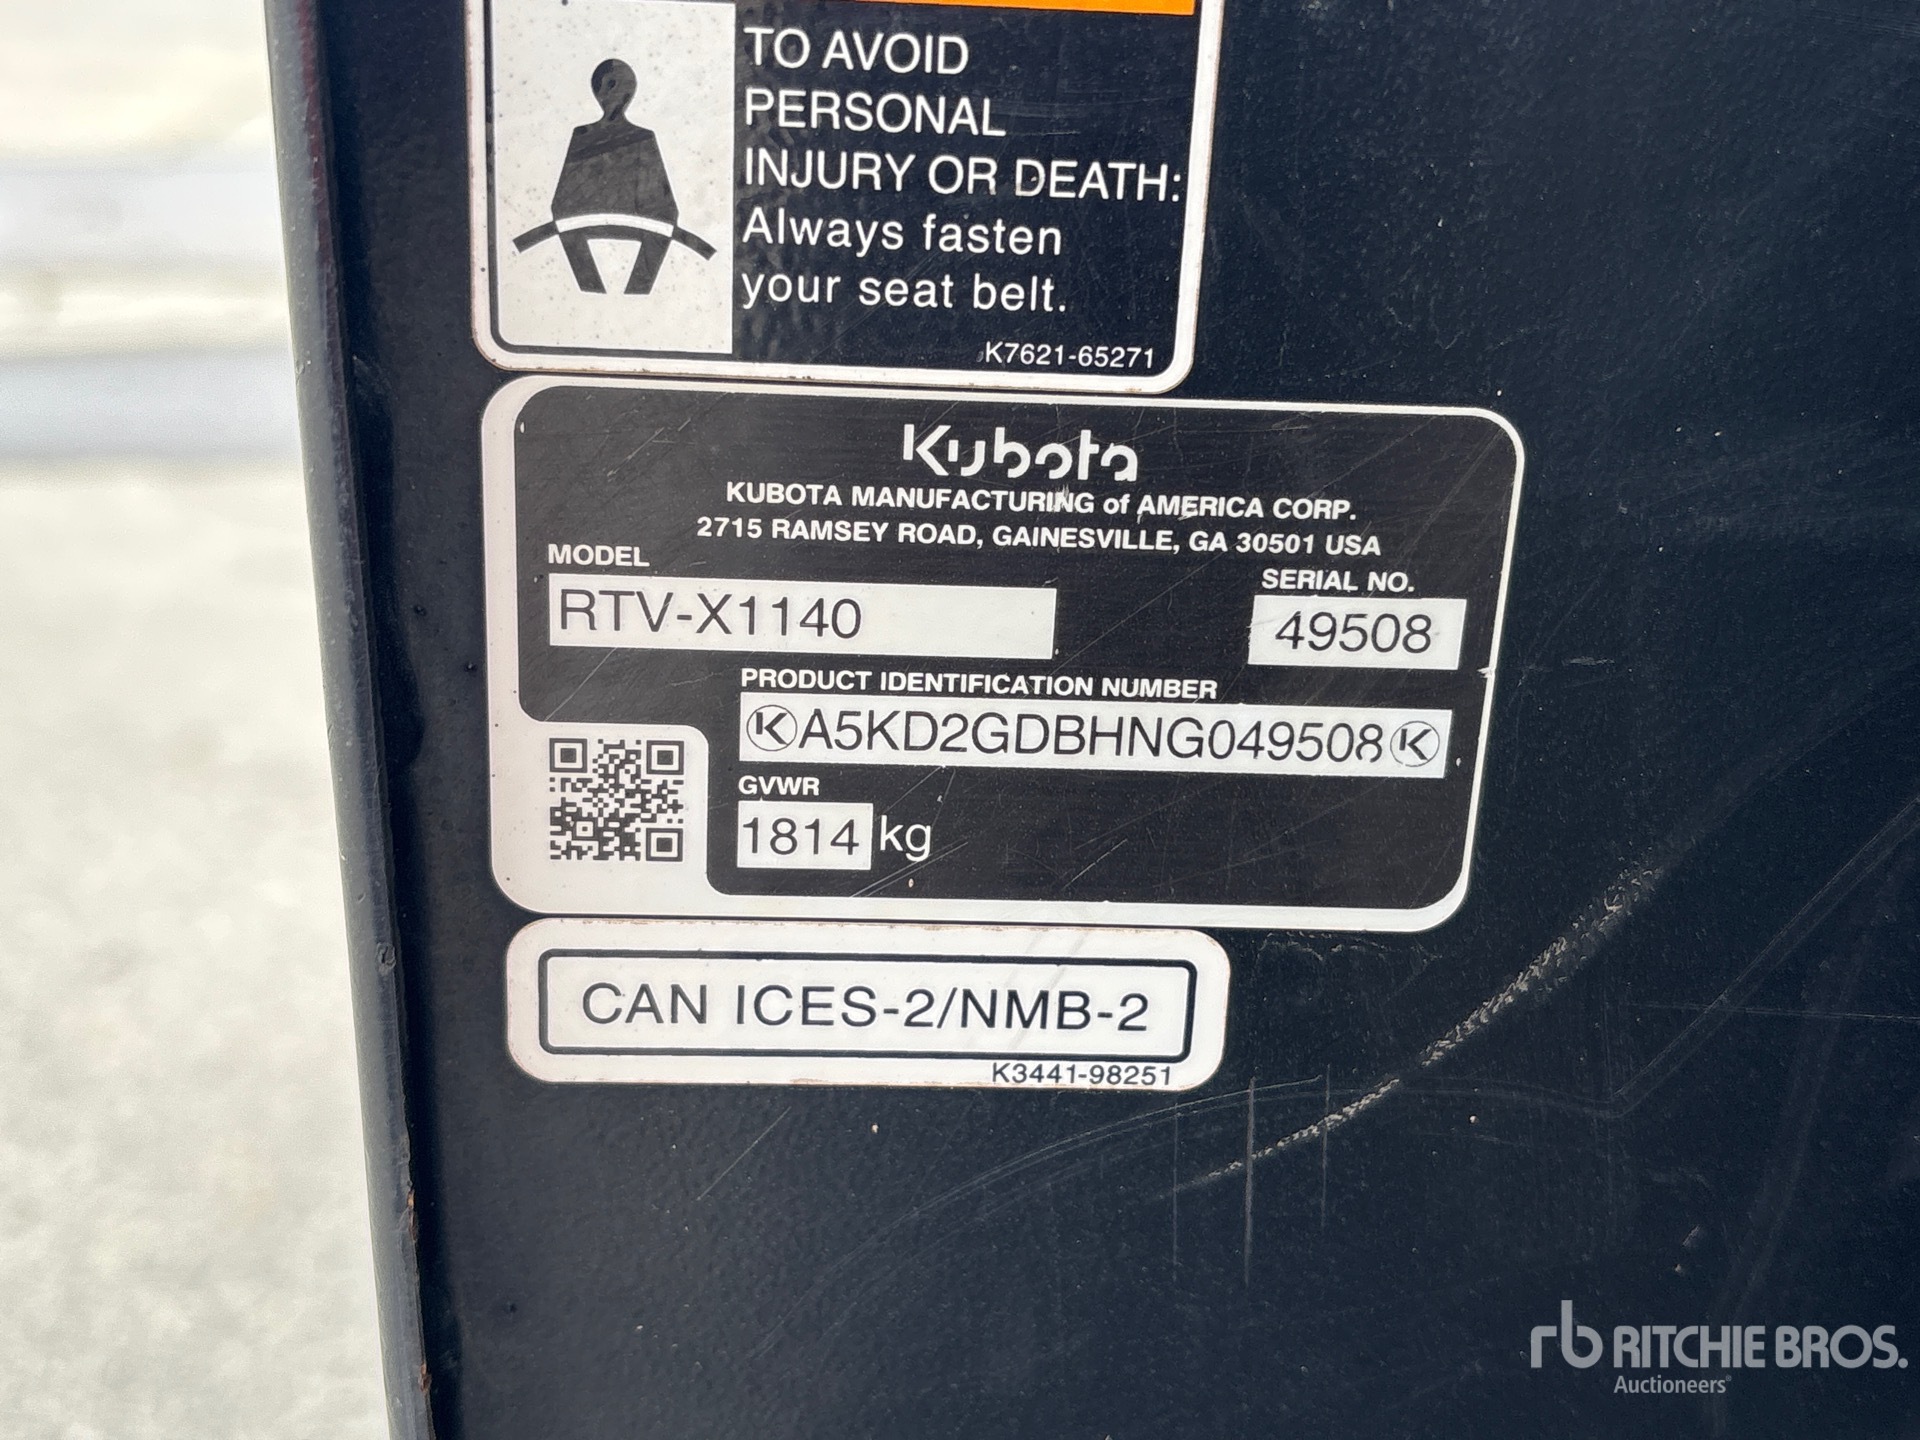 TO AVOID
PERSONAL
INJURY OR DEATH:
Always fasten
your seat belt.
K7621-65271
Kubota
KUBOTA MANUFACTURING of AMERICA CORP.
2715 RAMSEY ROAD, GAINESVILLE, GA 30501 USA
MODEL
SERIAL NO.
RTV-X1140
49508
PRODUCT IDENTIFICATION NUMBER
K A5KD2GDBHNG049508 K
GVWR
1814 kg
CAN ICES-2/NMB-2
K3441-98251
rb RITCHIE BROS.
Auctioneers®